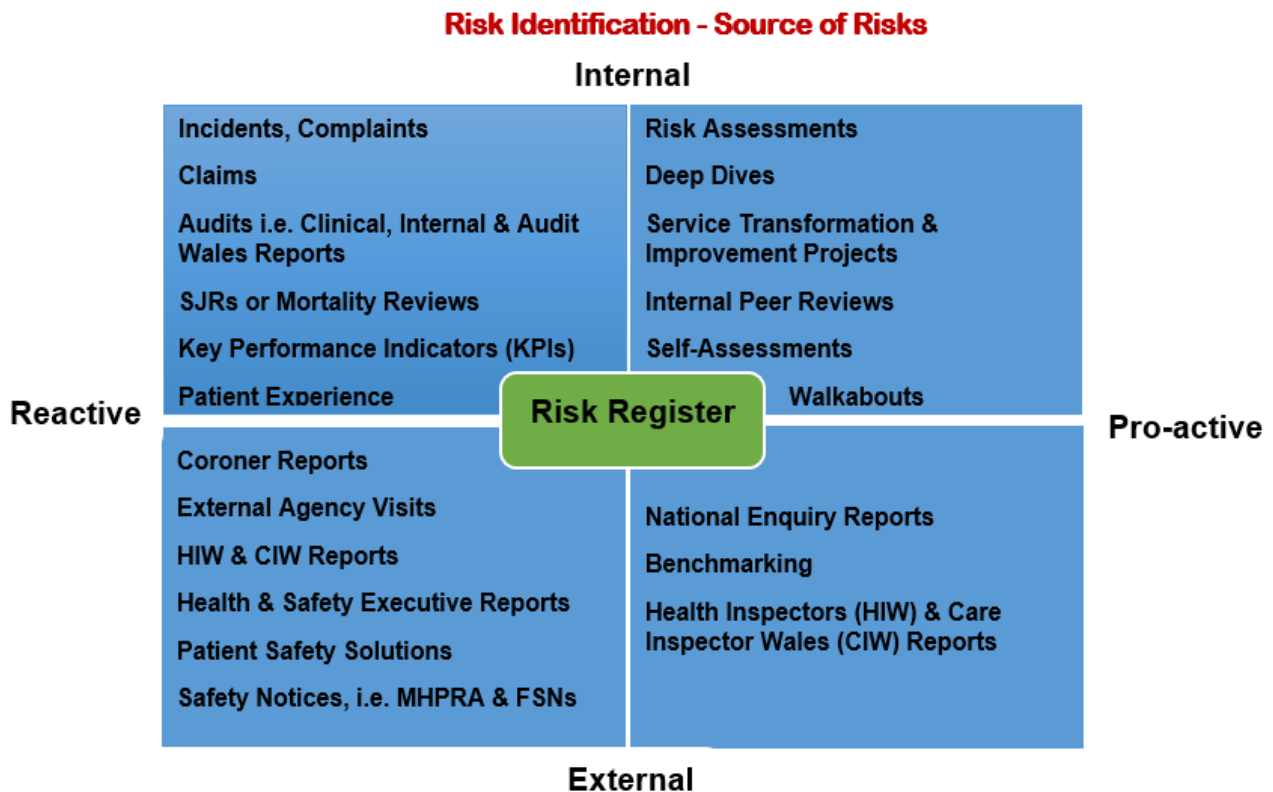 Risk Identification - Source of Risks
Internal
Incidents, Complaints
Claims
Audits i.e. Clinical, Internal & Audit
Wales Reports
SJRs or Mortality Reviews
Key Performance Indicators (KPIs)
Patient Experience
Risk Assessments
Deep Dives
Service Transformation &
Improvement Projects
Internal Peer Reviews
Self-Assessments
Walkabouts
Reactive
Risk Register
Pro-active
Coroner Reports
External Agency Visits
HIW & CIW Reports
Health & Safety Executive Reports
Patient Safety Solutions
Safety Notices, i.e. MHPRA & FSNs
National Enquiry Reports
Benchmarking
Health Inspectors (HIW) & Care
Inspector Wales (CIW) Reports
External